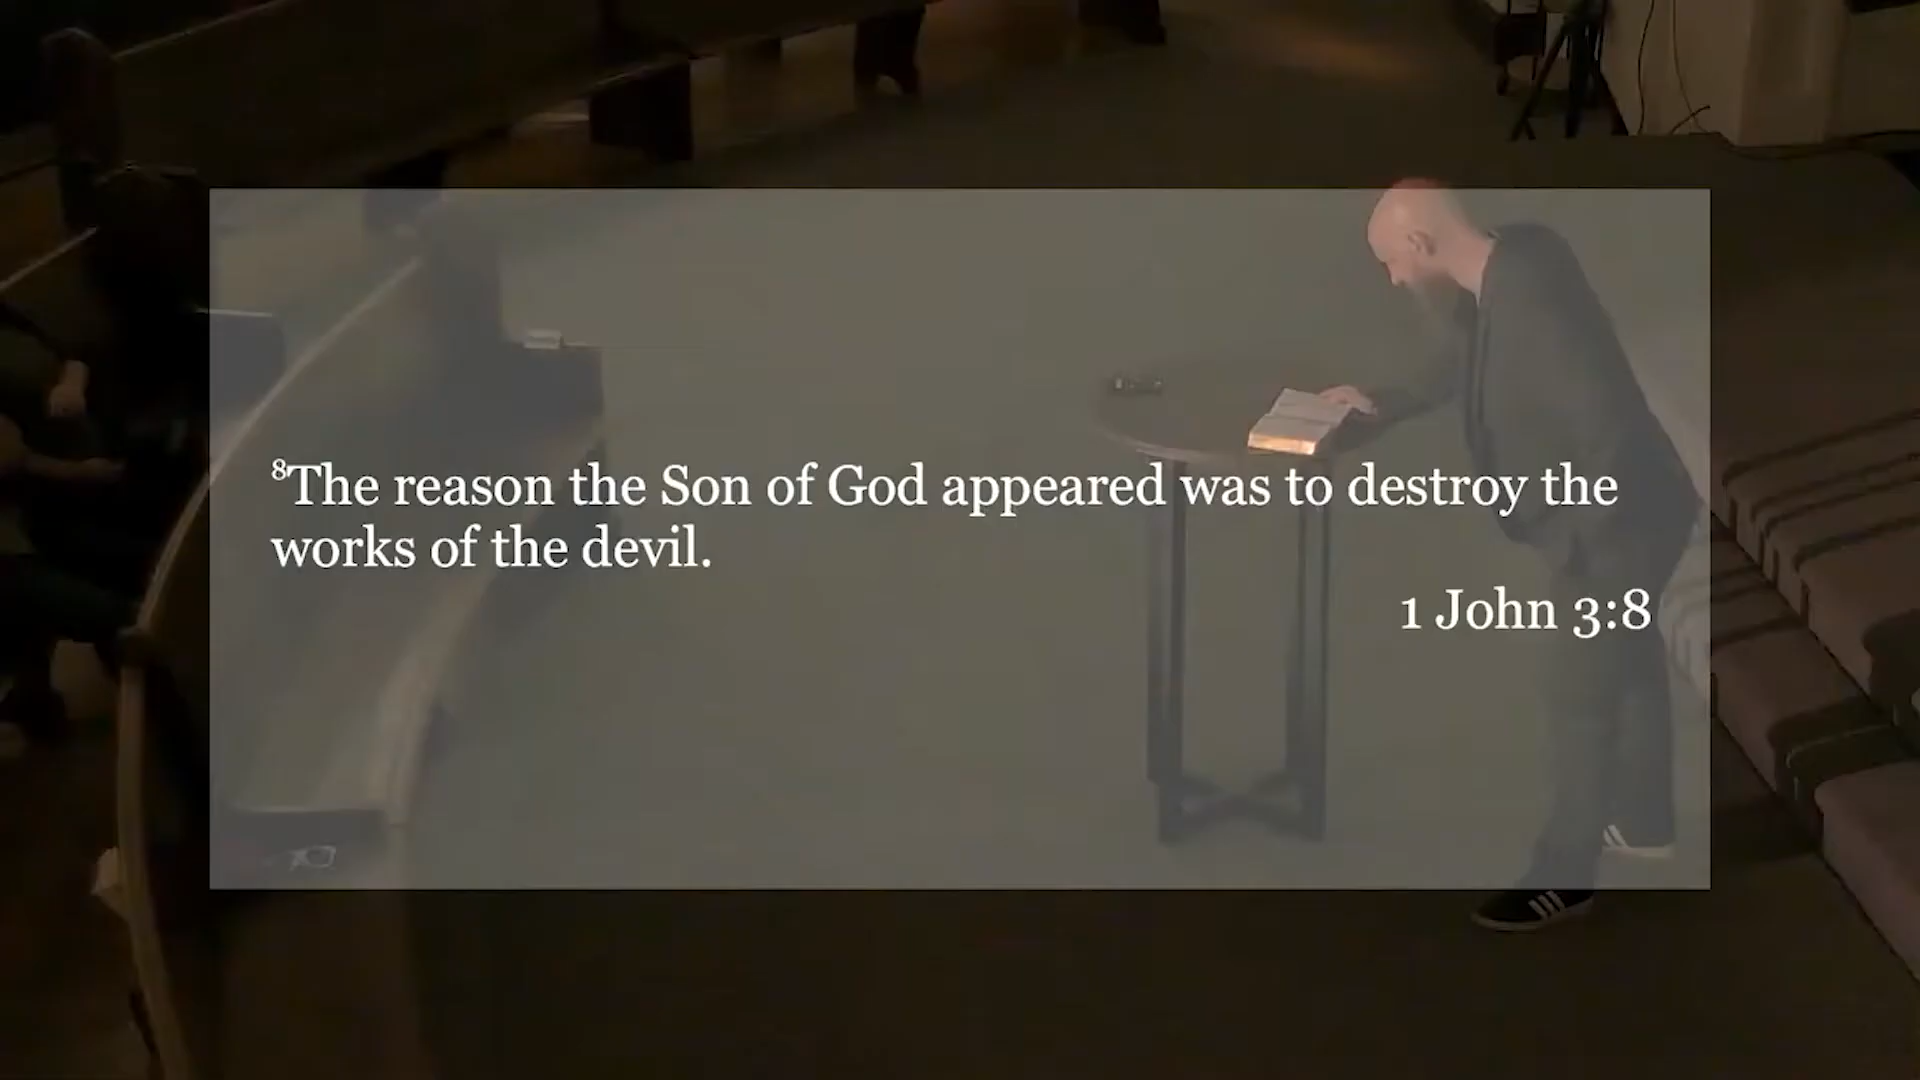 ⁸The reason the Son of God appeared was to destroy the
works of the devil.
1 John 3:8